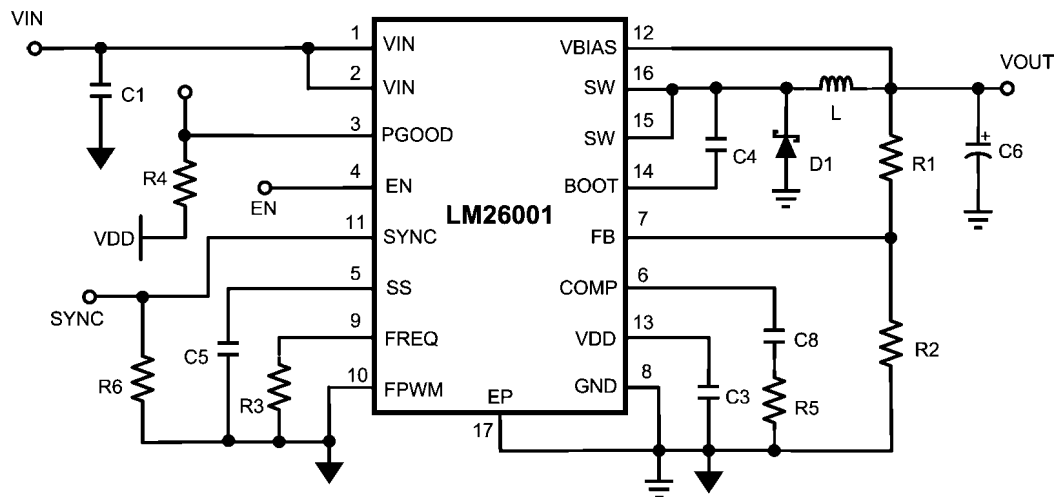 VIN
1
VIN
2
VIN
C1
3
PGOOD
R4
4
EN
EN
VDD
11
SYNC
SYNC
5
SS
C5
9
FREQ
R6
R3
10
FPWM
LM26001
EP
17
12
VBIAS
16
SW
15
SW
14
BOOT
7
FB
6
COMP
13
VDD
8
GND
C4
D1
L
VOUT
R1
+
C6
C8
R2
C3
R5